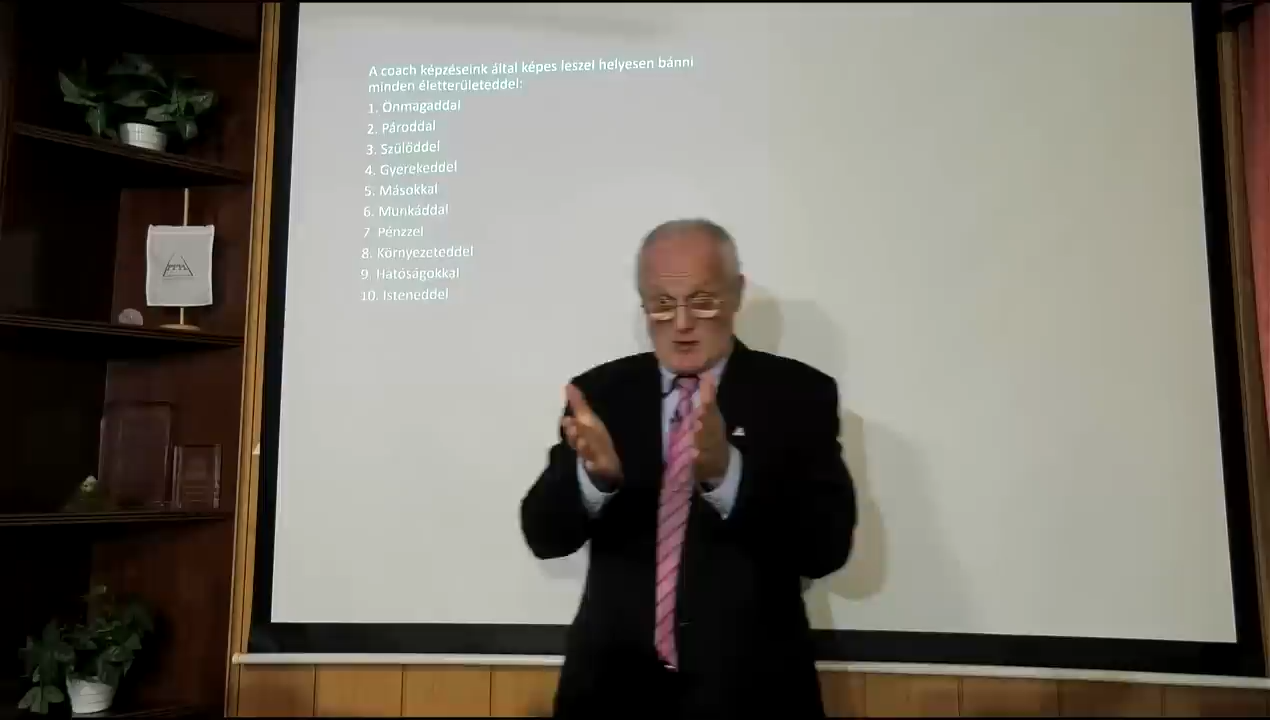 A coach képzéseink által képes leszel helyesen bánni
minden életterületeddel:
1. Önmagaddal
2. Pároddal
3. Szülőddel
4. Gyerekeddel
5. Másokkal
6. Munkáddal
7 Pénzzel
8. Környezeteddel
9. Hatóságokkal
10. Isteneddel